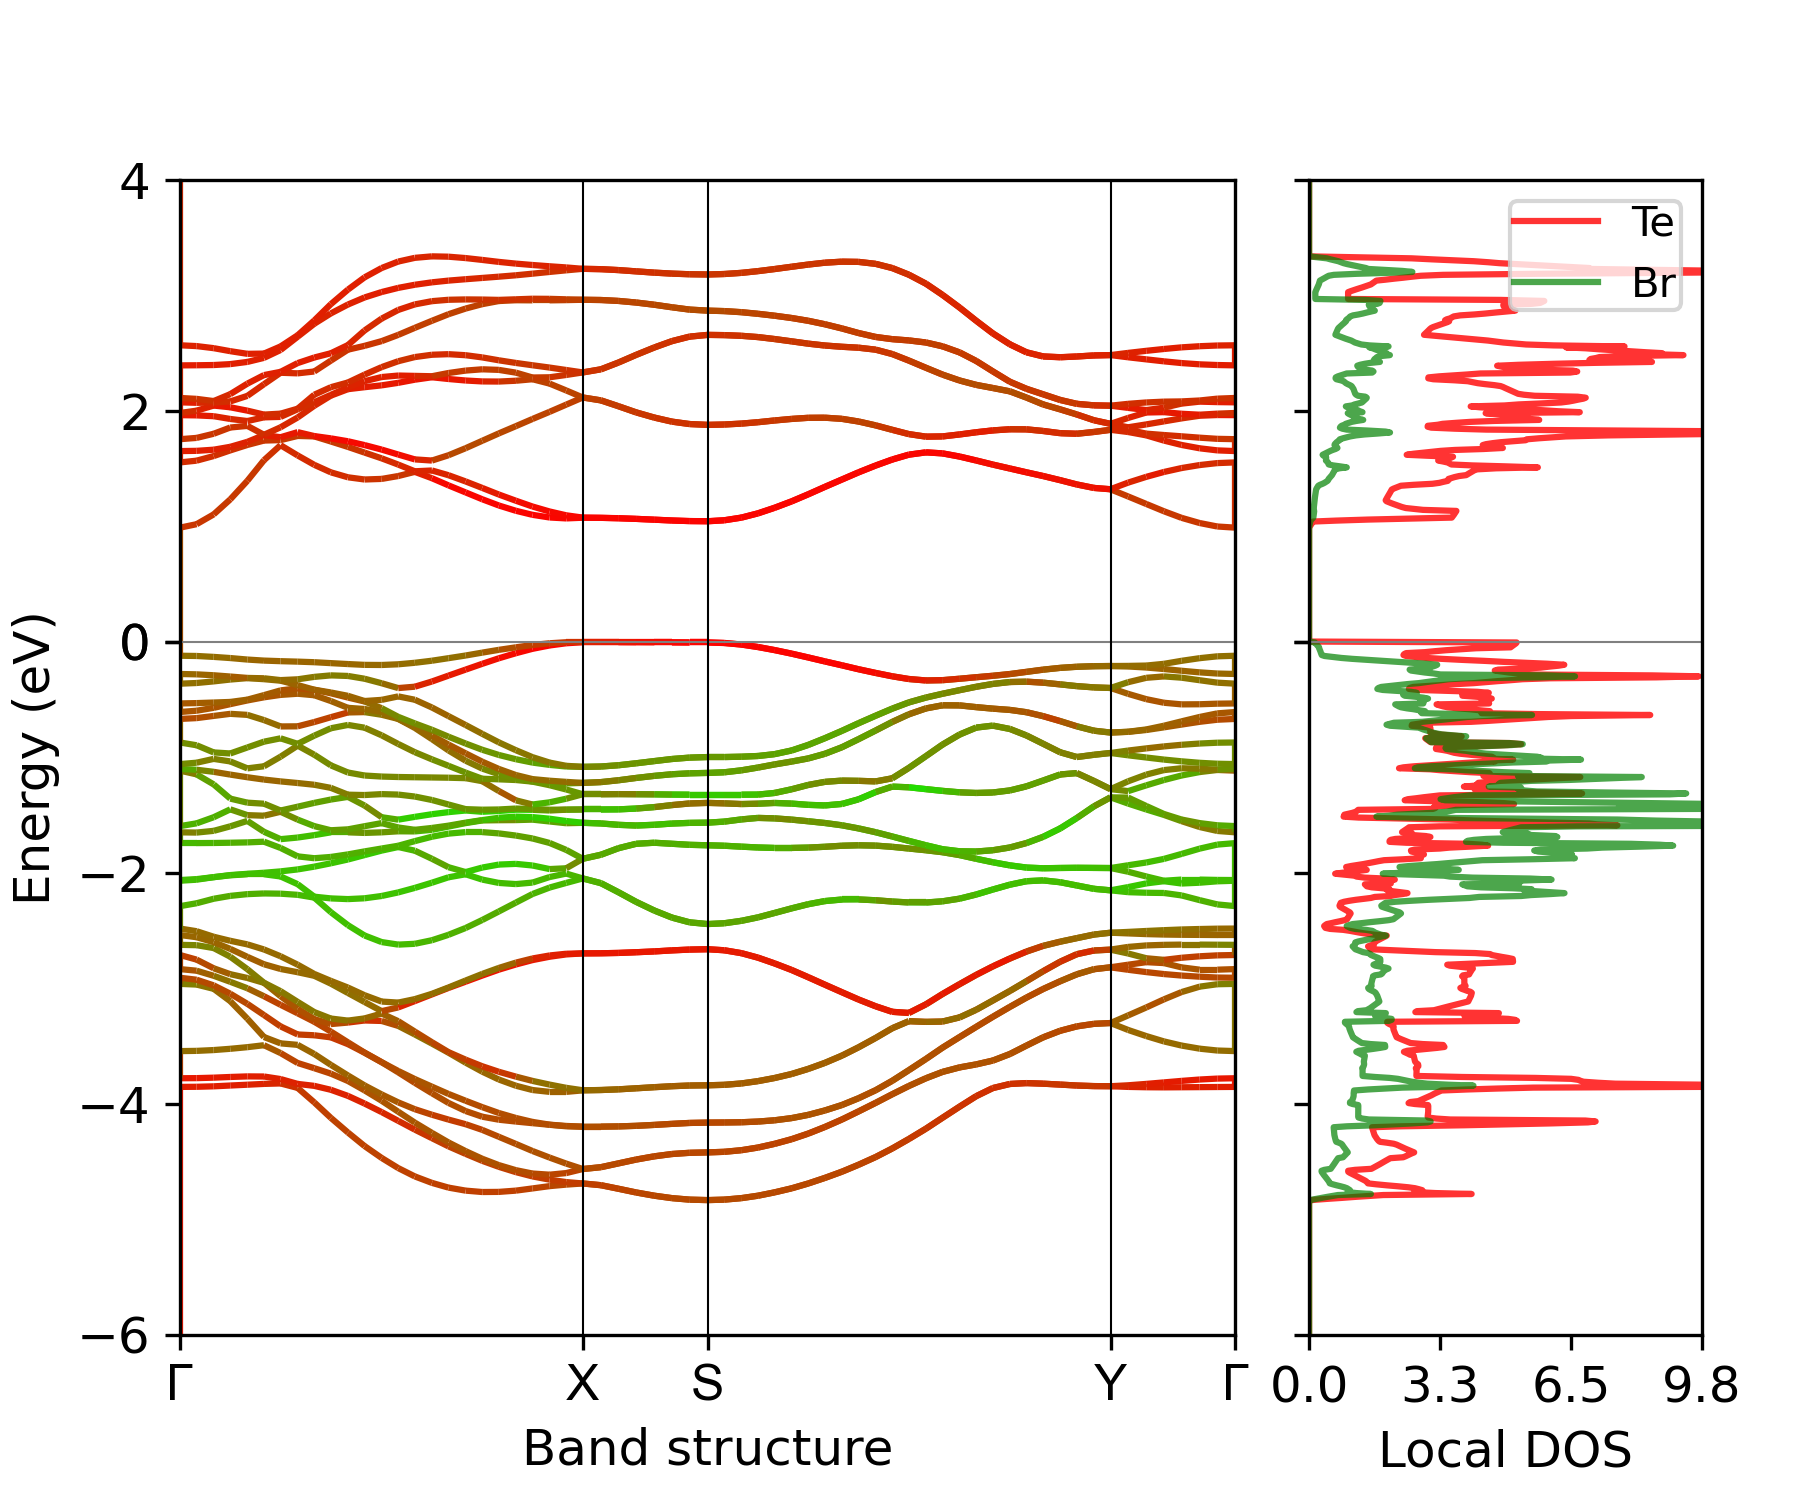 4
2
0
−2
−4
−6
Energy (eV)
Γ X S Y Γ
Band structure
Te
Br
0.0 3.3 6.5 9.8
Local DOS